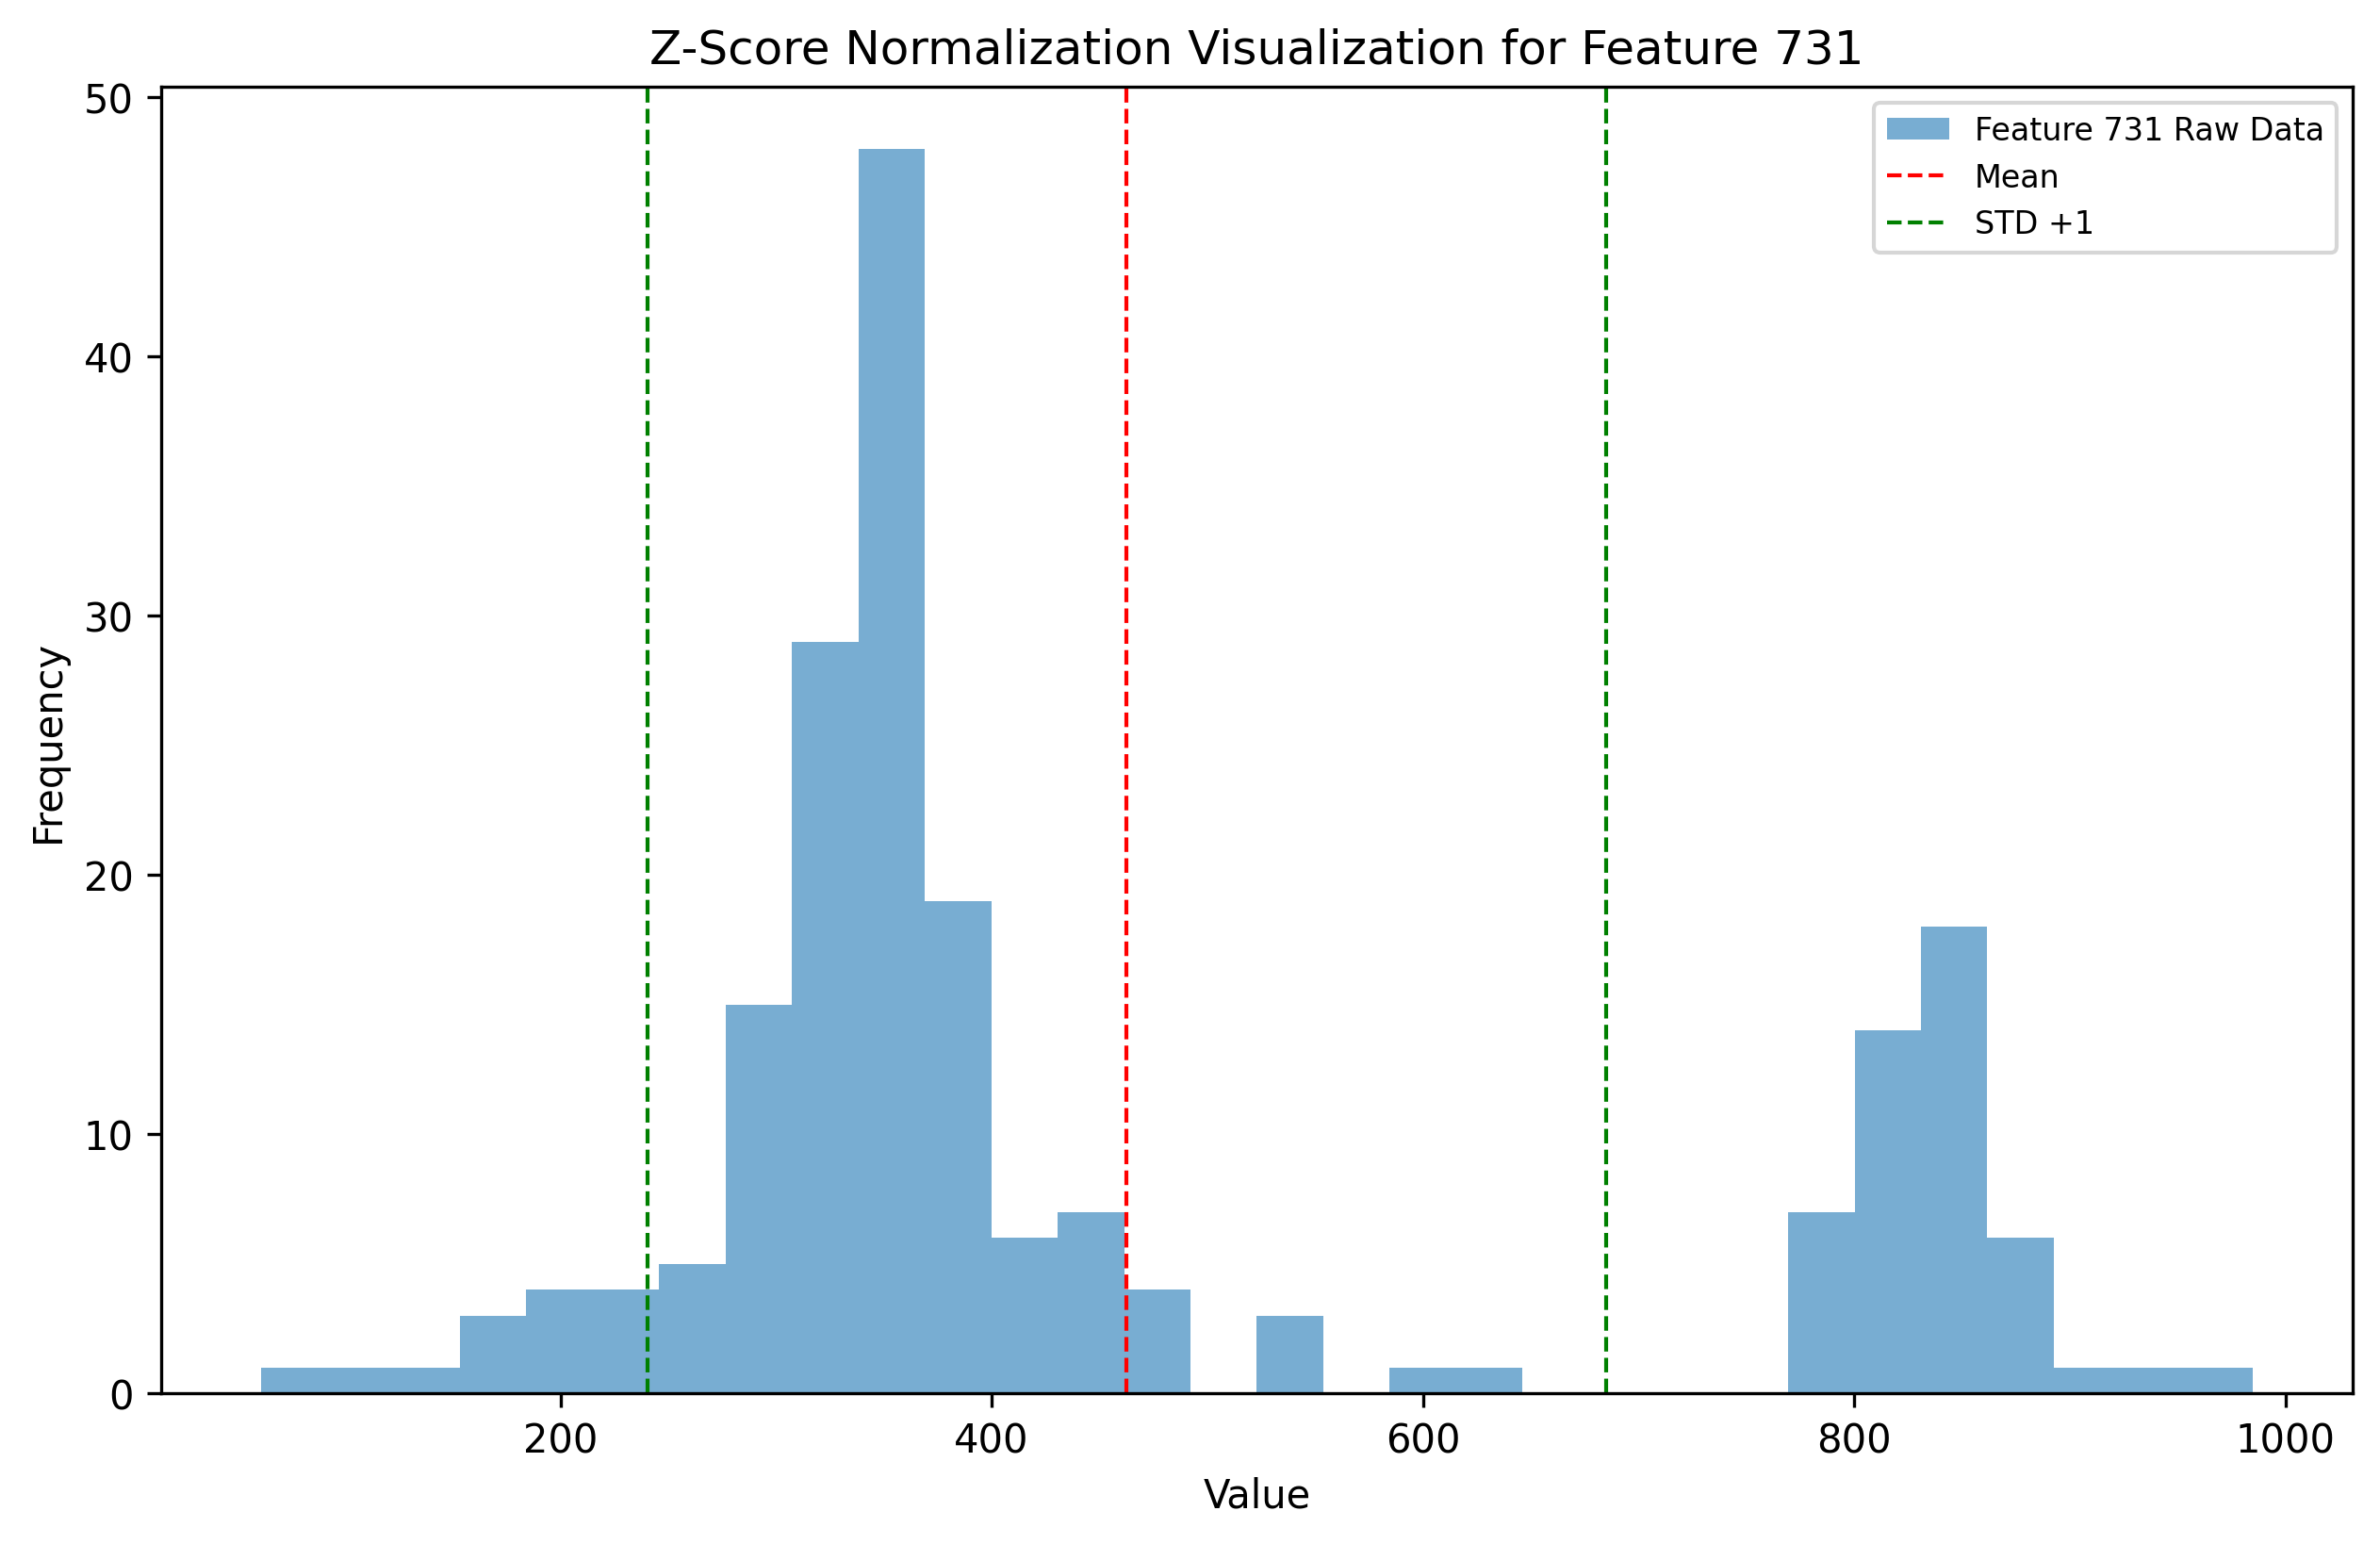 Z-Score Normalization Visualization for Feature 731
50
40
30
20
10
0
Frequency
Feature 731 Raw Data
Mean
STD +1
200
400
600
800
1000
Value